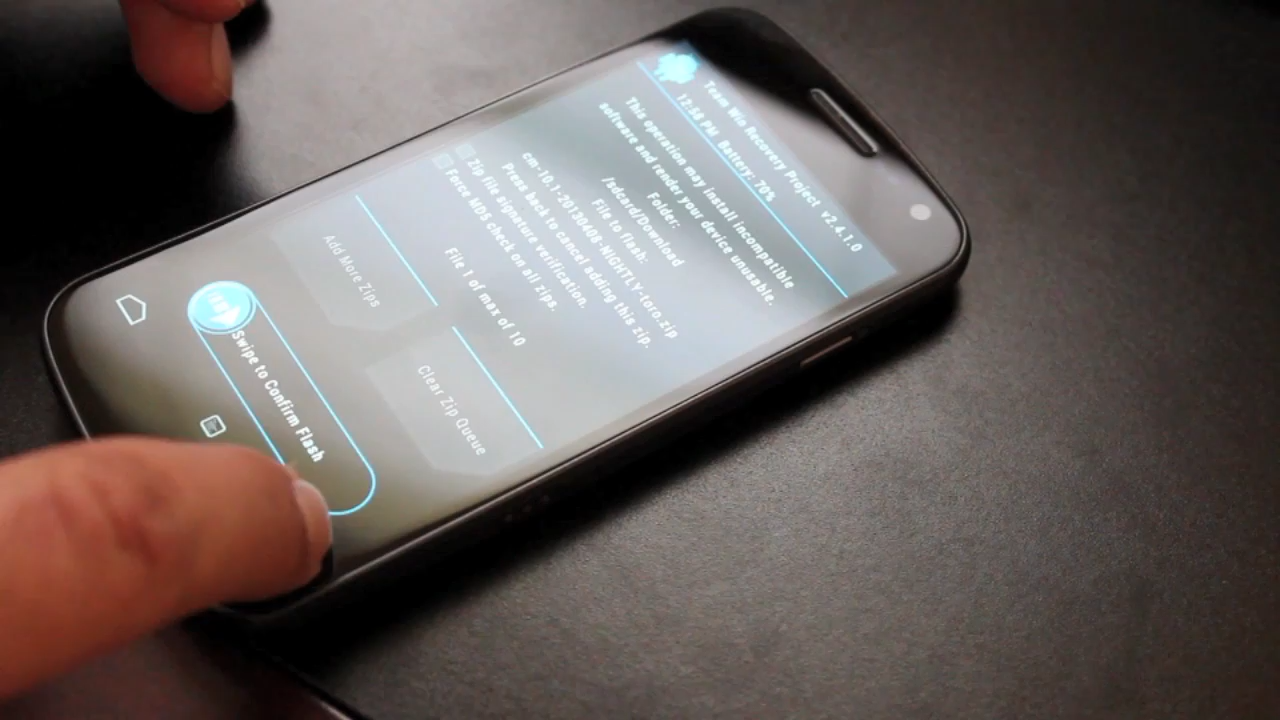 Team Win Recovery Project v2.4.1.0
12:58 PM Battery: 70%
This operation may install incompatible
software and render your device unusable.
Folder:
/sdcard/Download
File to flash:
cm-10.1-20130408-NIGHTLY-toro.zip
Press back to cancel adding this zip.
Zip file signature verification.
Force MD5 check on all zips.
File 1 of max of 10
Add More Zips
Clear Zip Queue
Swipe to Confirm Flash